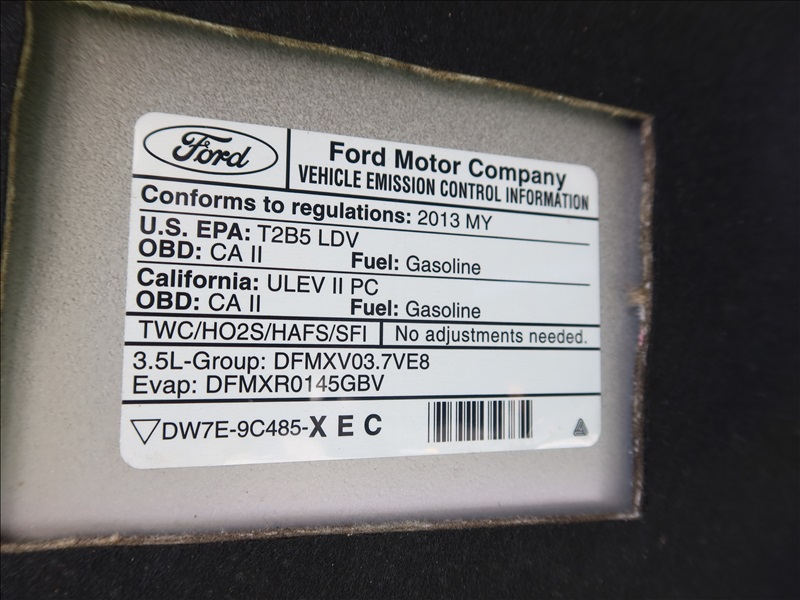 Ford
Ford Motor Company
VEHICLE EMISSION CONTROL INFORMATION
Conforms to regulations: 2013 MY
U.S. EPA: T2B5 LDV
OBD: CA II Fuel: Gasoline
California: ULEV II PC
OBD: CA II Fuel: Gasoline
TWC/HO2S/HAFS/SFI No adjustments needed.
3.5L-Group: DFMXV03.7VE8
Evap: DFMXR0145GBV
DW7E-9C485-X E C